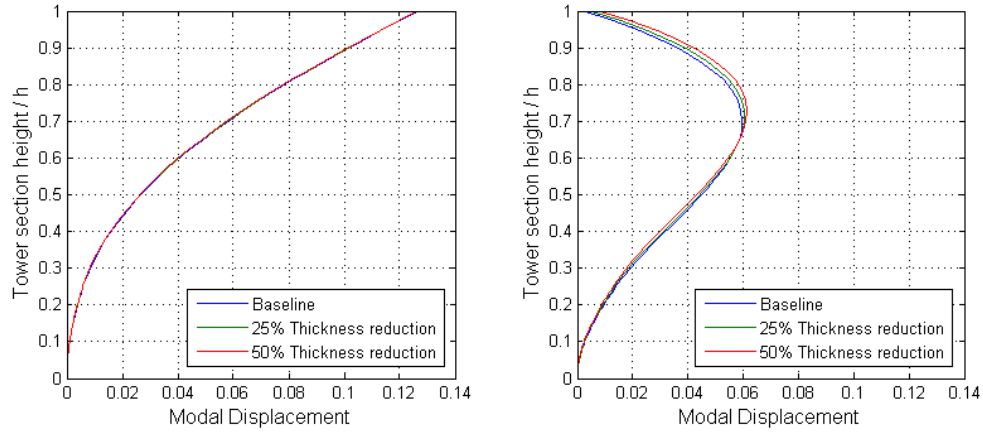 1
0.9
0.8
0.7
0.6
0.5
0.4
0.3
0.2
0.1
0
Tower section height / h
Baseline
25% Thickness reduction
50% Thickness reduction
0 0.02 0.04 0.06 0.08 0.1 0.12 0.14
Modal Displacement
1
0.9
0.8
0.7
0.6
0.5
0.4
0.3
0.2
0.1
0
Tower section height / h
Baseline
25% Thickness reduction
50% Thickness reduction
0 0.02 0.04 0.06 0.08 0.1 0.12 0.14
Modal Displacement